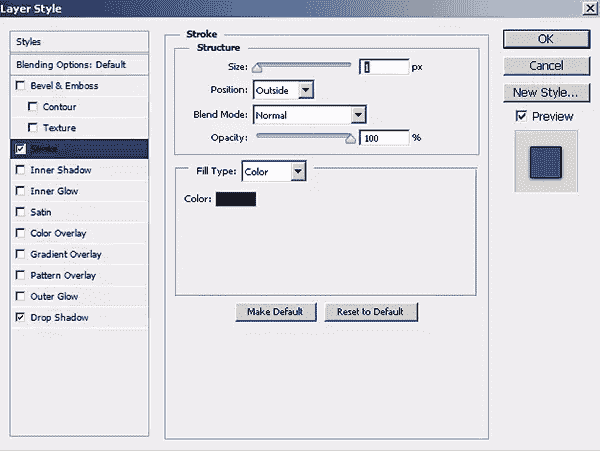 Layer Style
Styles
Blending Options: Default
Bevel & Emboss
Contour
Texture
Stroke
Inner Shadow
Inner Glow
Satin
Color Overlay
Gradient Overlay
Pattern Overlay
Outer Glow
Drop Shadow
Stroke
Structure
Size: 1 px
Position: Outside
Blend Mode: Normal
Opacity: 100 %
Fill Type: Color
Color:
Make Default Reset to Default
OK
Cancel
New Style...
Preview